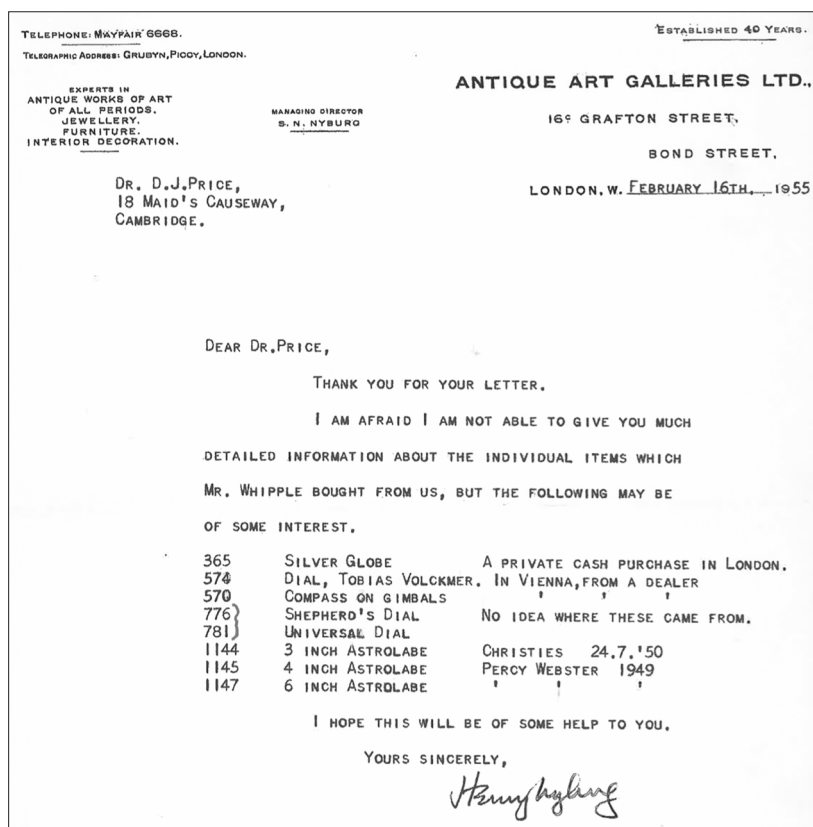 TELEPHONE: MAYFAIR 6668.
TELEGRAPHIC ADDRESS: GRUBYN, PICCY, LONDON.
ESTABLISHED 40 YEARS.
EXPERTS IN
ANTIQUE WORKS OF ART
OF ALL PERIODS.
JEWELLERY.
FURNITURE.
INTERIOR DECORATION.
MANAGING DIRECTOR
S. N. NYBURG
ANTIQUE ART GALLERIES LTD.,
16c GRAFTON STREET,
BOND STREET,
LONDON, W. FEBRUARY 16TH, 1955
DR. D.J.PRICE,
18 MAID'S CAUSEWAY,
CAMBRIDGE.
DEAR DR.PRICE,
THANK YOU FOR YOUR LETTER.
I AM AFRAID I AM NOT ABLE TO GIVE YOU MUCH
DETAILED INFORMATION ABOUT THE INDIVIDUAL ITEMS WHICH
MR. WHIPPLE BOUGHT FROM US, BUT THE FOLLOWING MAY BE
OF SOME INTEREST.
365 SILVER GLOBE A PRIVATE CASH PURCHASE IN LONDON.
574 DIAL, TOBIAS VOLCKMER. IN VIENNA, FROM A DEALER
570 COMPASS ON GIMBALS ' ' '
776} SHEPHERD'S DIAL NO IDEA WHERE THESE CAME FROM.
781} UNIVERSAL DIAL
1144 3 INCH ASTROLABE CHRISTIES 24.7.'50
1145 4 INCH ASTROLABE PERCY WEBSTER 1949
1147 6 INCH ASTROLABE ' ' '
I HOPE THIS WILL BE OF SOME HELP TO YOU.
YOURS SINCERELY,
Henry Nyburg